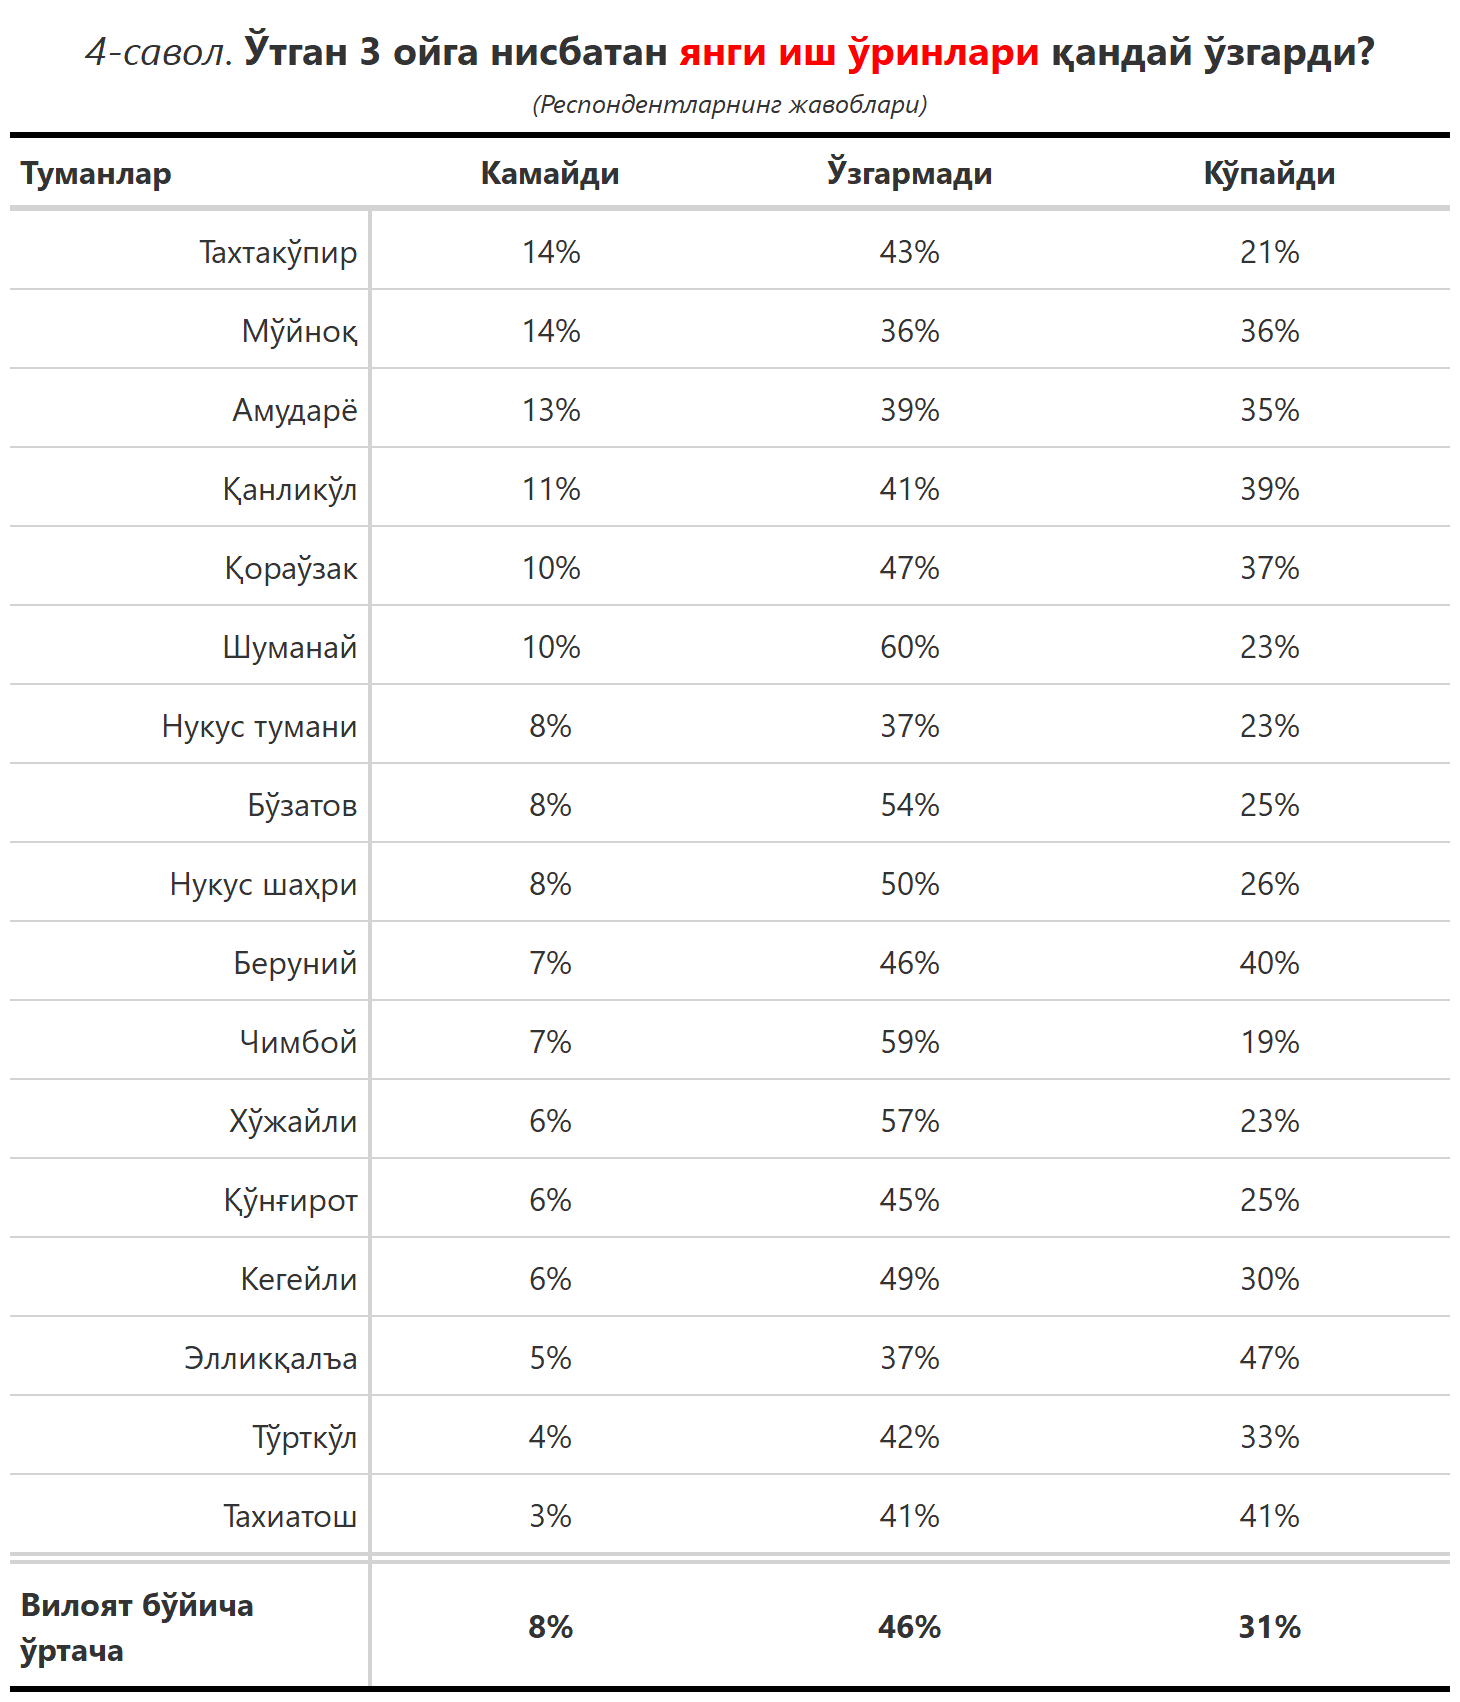 4-савол. Ўтган 3 ойга нисбатан янги иш ўринлари қандай ўзгарди?
(Респондентларнинг жавоблари)
Туманлар Камайди Ўзгармади Кўпайди
Тахтакўпир 14% 43% 21%
Мўйноқ 14% 36% 36%
Амударё 13% 39% 35%
Қанликўл 11% 41% 39%
Қораўзак 10% 47% 37%
Шуманай 10% 60% 23%
Нукус тумани 8% 37% 23%
Бўзатов 8% 54% 25%
Нукус шаҳри 8% 50% 26%
Беруний 7% 46% 40%
Чимбой 7% 59% 19%
Хўжайли 6% 57% 23%
Қўнғирот 6% 45% 25%
Кегейли 6% 49% 30%
Элликқалъа 5% 37% 47%
Тўрткўл 4% 42% 33%
Тахиатош 3% 41% 41%
Вилоят бўйича
ўртача 8% 46% 31%